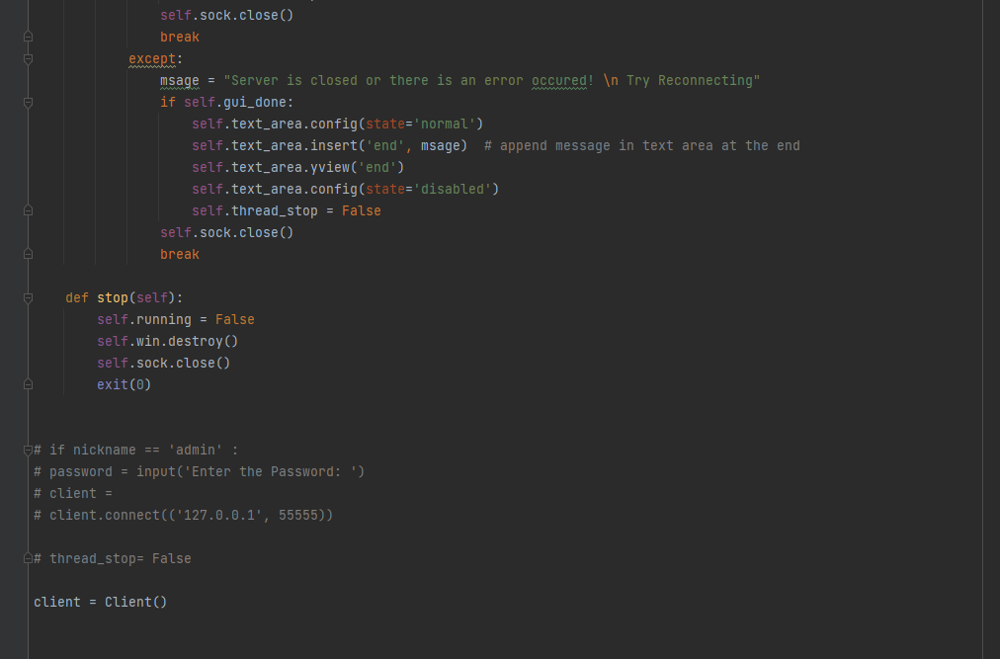 self.sock.close()
break
except:
msage = "Server is closed or there is an error occured! \n Try Reconnecting"
if self.gui_done:
self.text_area.config(state='normal')
self.text_area.insert('end', msage)  # append message in text area at the end
self.text_area.yview('end')
self.text_area.config(state='disabled')
self.thread_stop = False
self.sock.close()
break
def stop(self):
self.running = False
self.win.destroy()
self.sock.close()
exit(0)
# if nickname == 'admin' :
# password = input('Enter the Password: ')
# client =
# client.connect(('127.0.0.1', 55555))
# thread_stop= False
client = Client()